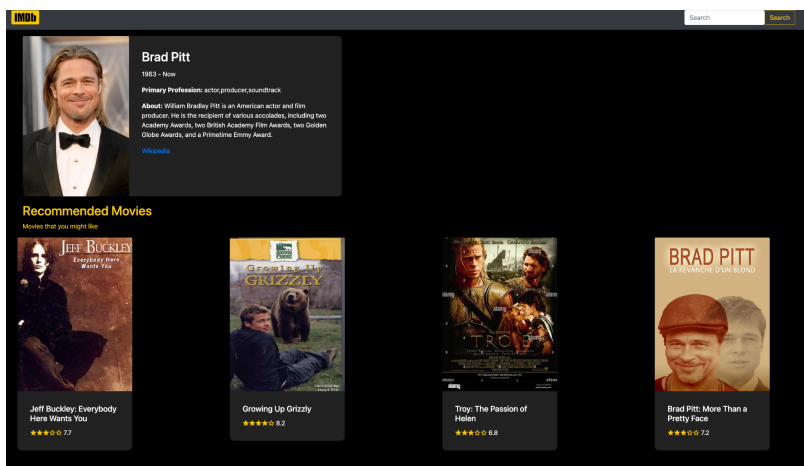 IMDb
Search
Search
Brad Pitt
1963 - Now
Primary Profession: actor,producer,soundtrack
About: William Bradley Pitt is an American actor and film
producer. He is the recipient of various accolades, including two
Academy Awards, two British Academy Film Awards, two Golden
Globe Awards, and a Primetime Emmy Award.
Wikipedia
Recommended Movies
Movies that you might like
JEFF BUCKLEY
Everybody Here
Wants You
Growing Up
GRIZZLY
TROY
alamy
alamy
alamy
BRAD PITT
LA REVANCHE D'UN BLOND
Jeff Buckley: Everybody
Here Wants You
★★★☆☆ 7.7
Growing Up Grizzly
★★★★☆ 8.2
Troy: The Passion of
Helen
★★★☆☆ 6.8
Brad Pitt: More Than a
Pretty Face
★★★☆☆ 7.2